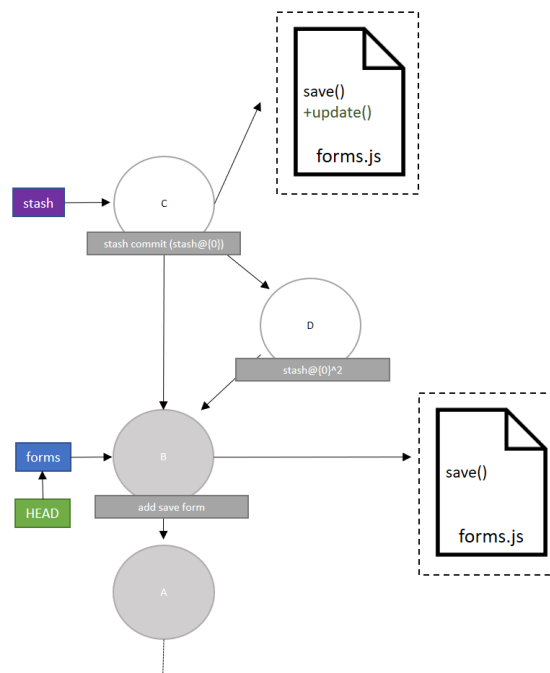 save()
+update()
forms.js
stash
C
stash commit (stash@{0})
D
stash@{0}^2
forms
B
save()
HEAD
add save form
forms.js
A